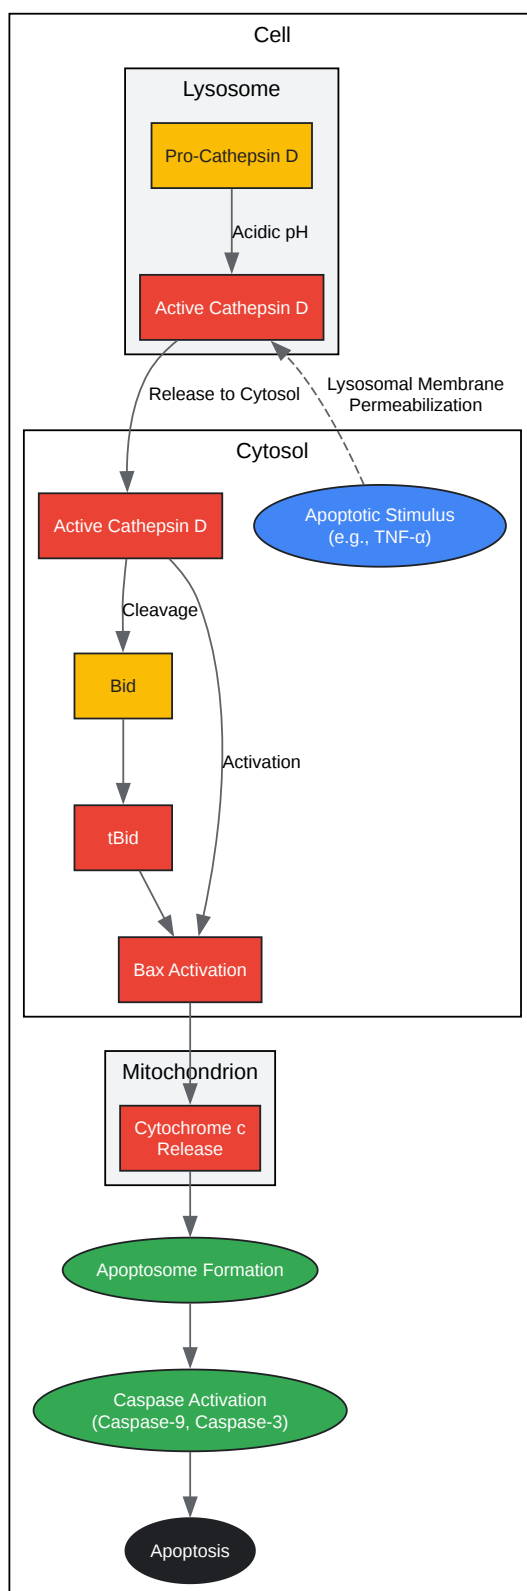 Cell
Lysosome
Pro-Cathepsin D
Acidic pH
Active Cathepsin D
Release to Cytosol
Lysosomal Membrane
Permeabilization
Cytosol
Active Cathepsin D
Apoptotic Stimulus
(e.g., TNF-α)
Cleavage
Bid
Activation
tBid
Bax Activation
Mitochondrion
Cytochrome c
Release
Apoptosome Formation
Caspase Activation
(Caspase-9, Caspase-3)
Apoptosis